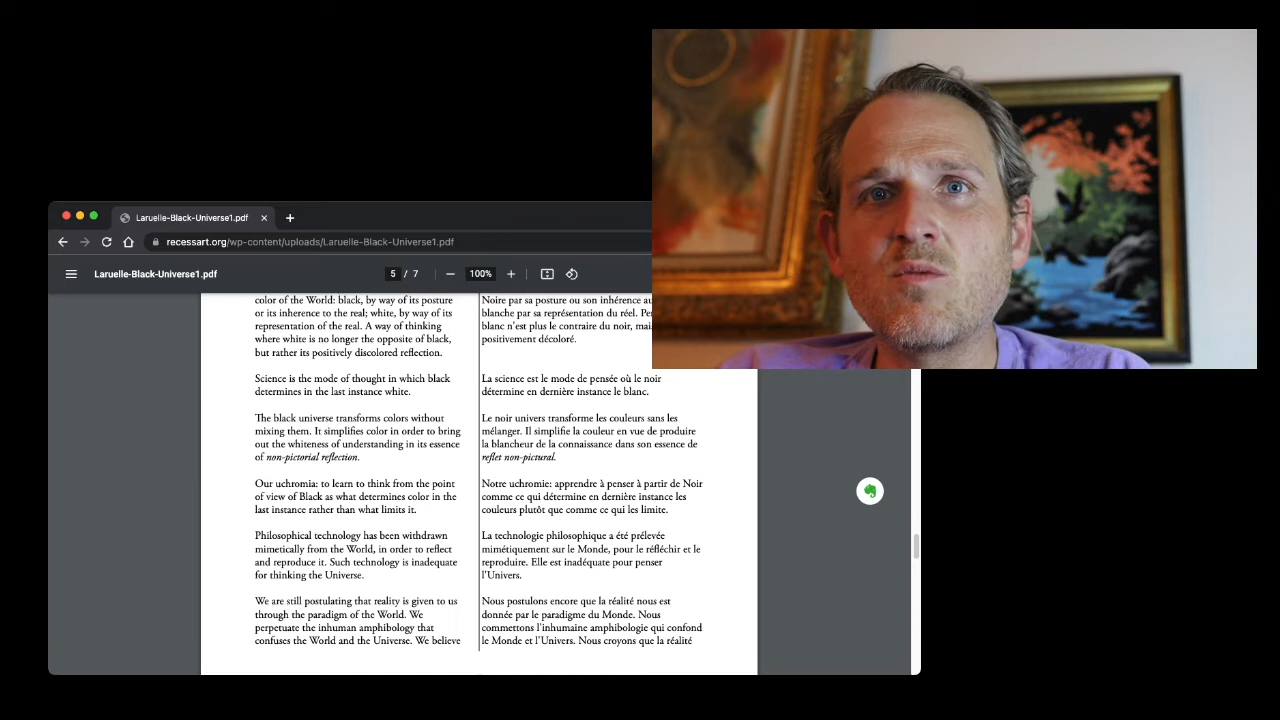 Laruelle-Black-Universe1.pdf
recessart.org/wp-content/uploads/Laruelle-Black-Universe1.pdf
Laruelle-Black-Universe1.pdf
5 / 7
100%
color of the World: black, by way of its posture
or its inherence to the real; white, by way of its
representation of the real. A way of thinking
where white is no longer the opposite of black,
but rather its positively discolored reflection.
Science is the mode of thought in which black
determines in the last instance white.
The black universe transforms colors without
mixing them. It simplifies color in order to bring
out the whiteness of understanding in its essence
of non-pictorial reflection.
Our uchromia: to learn to think from the point
of view of Black as what determines color in the
last instance rather than what limits it.
Philosophical technology has been withdrawn
mimetically from the World, in order to reflect
and reproduce it. Such technology is inadequate
for thinking the Universe.
We are still postulating that reality is given to us
through the paradigm of the World. We
perpetuate the inhuman amphibology that
confuses the World and the Universe. We believe
Noire par sa posture ou son inhérence au
blanche par sa représentation du réel.
blanc n'est plus le contraire du noir,
positivement décoloré.
La science est le mode de pensée où le noir
détermine en dernière instance le blanc.
Le noir univers transforme les couleurs sans les
mélanger. Il simplifie la couleur en vue de produire
la blancheur de la connaissance dans son essence de
reflet non-pictural.
Notre uchromie: apprendre à penser à partir de Noir
comme ce qui détermine en dernière instance les
couleurs plutôt que comme ce qui les limite.
La technologie philosophique a été prélevée
mimétiquement sur le Monde, pour le réfléchir et le
reproduire. Elle est inadéquate pour penser
l'Univers.
Nous postulons encore que la réalité nous est
donnée par le paradigme du Monde. Nous
commettons l'inhumaine amphibologie qui confond
le Monde et l'Univers. Nous croyons que la réalité